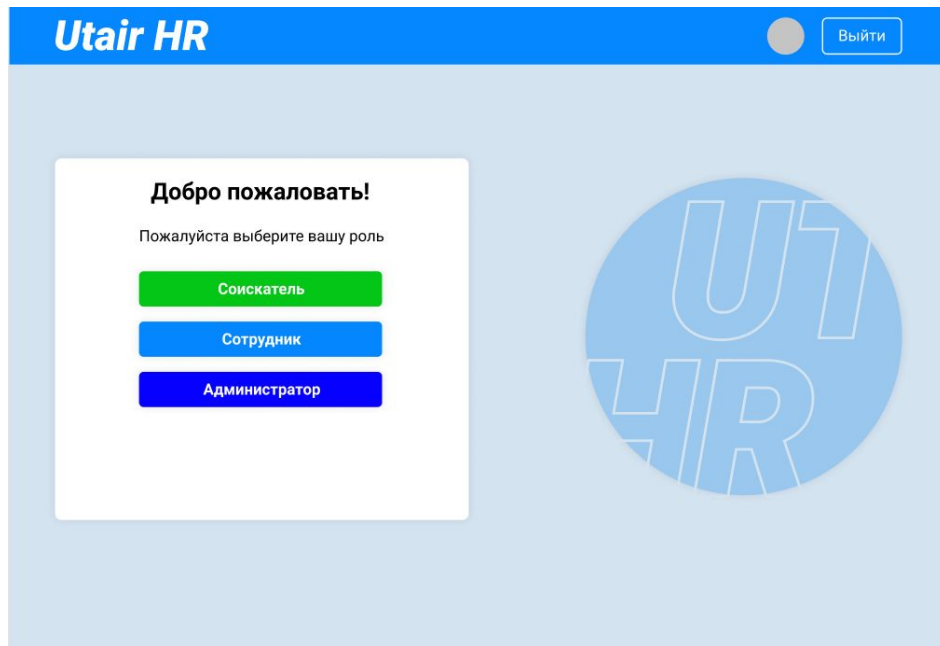 Utair HR
Выйти
Добро пожаловать!
Пожалуйста выберите вашу роль
Соискатель
Сотрудник
Администратор
UT
HR